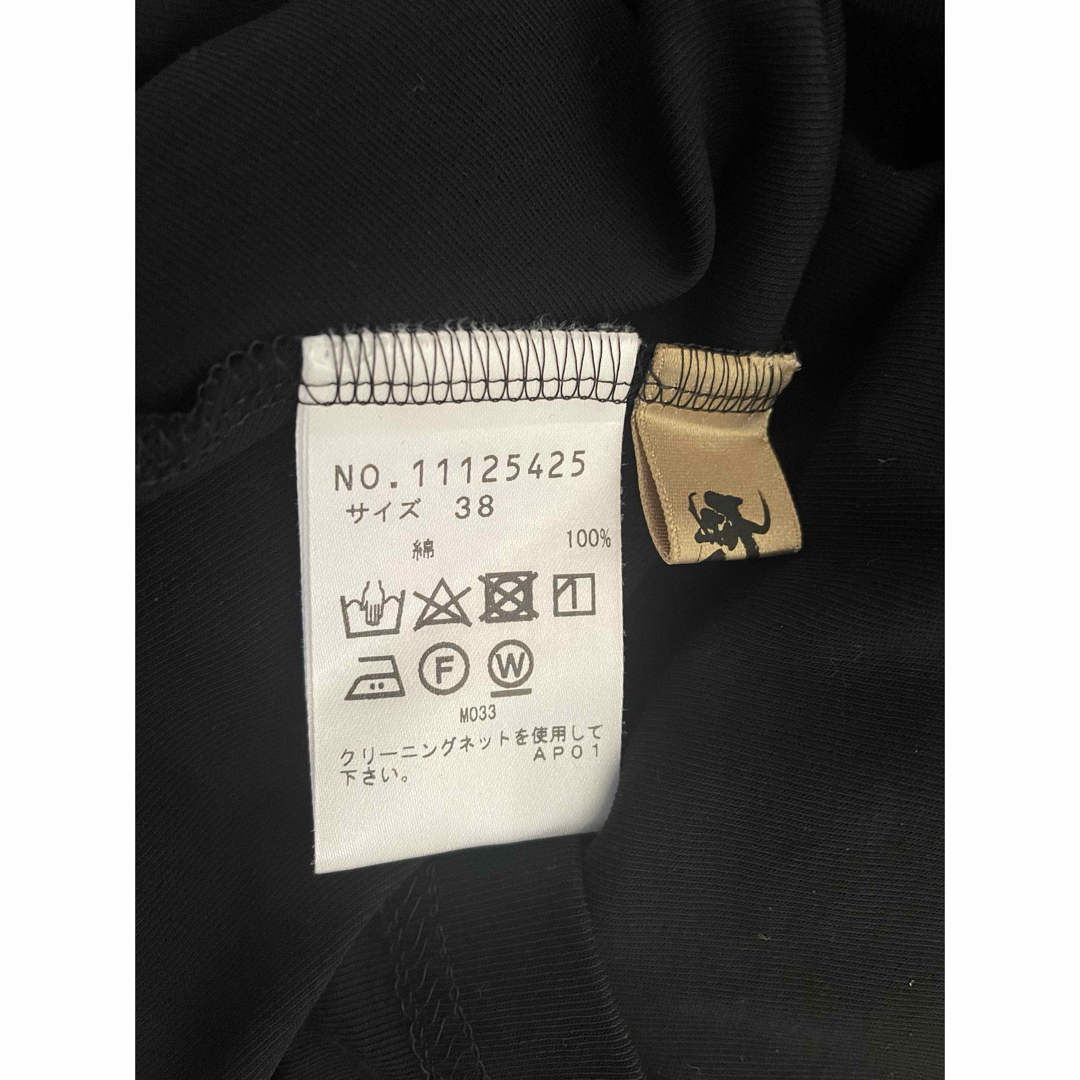 NO.11125425
サイズ 38
綿 100%
F W
M033
クリーニングネットを使用して
下さい。 AP01